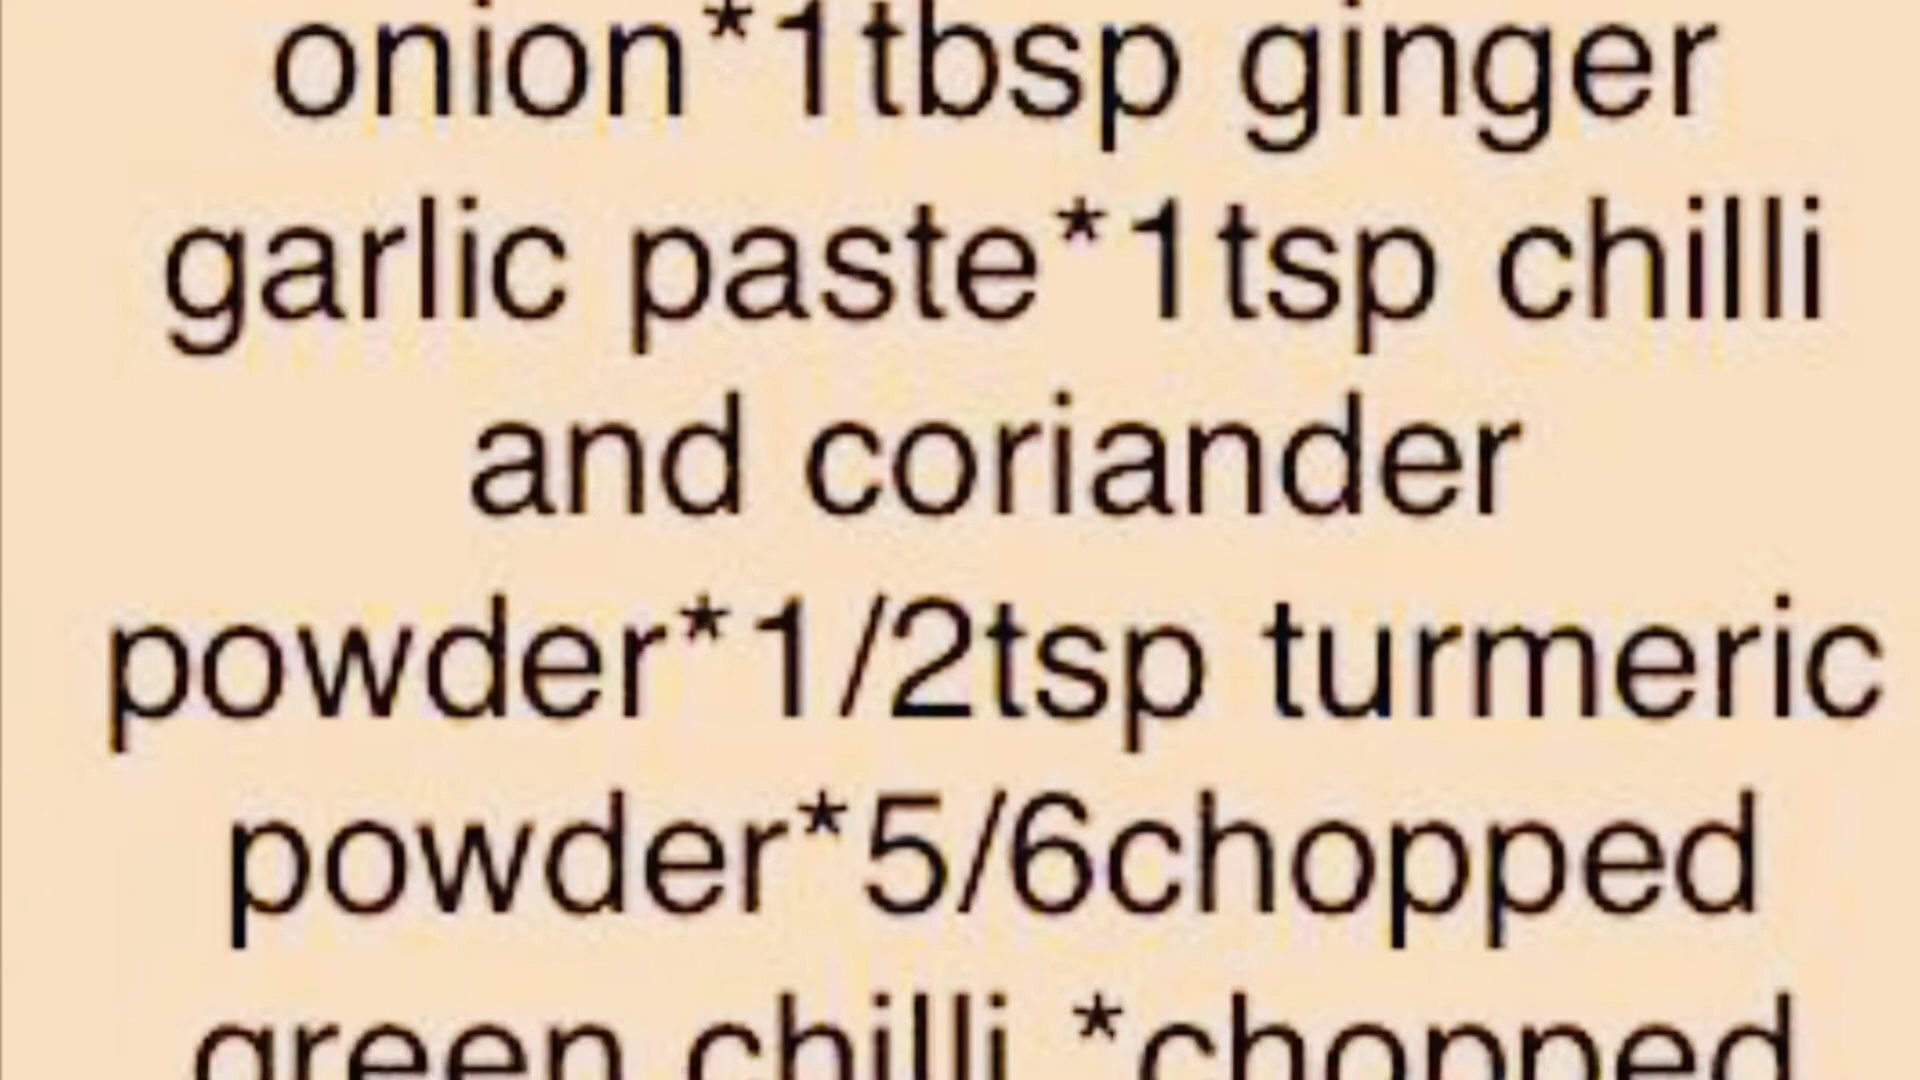 onion*1tbsp ginger
garlic paste*1tsp chilli
and coriander
powder*1/2tsp turmeric
powder*5/6chopped
green chilli *chopped